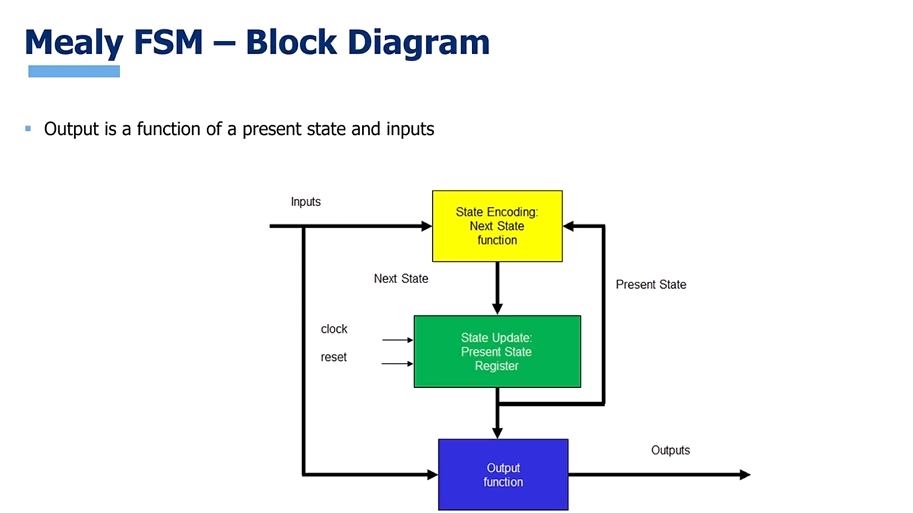 Mealy FSM – Block Diagram
Output is a function of a present state and inputs
Inputs
State Encoding:
Next State
function
Next State
Present State
clock
reset
State Update:
Present State
Register
Outputs
Output
function